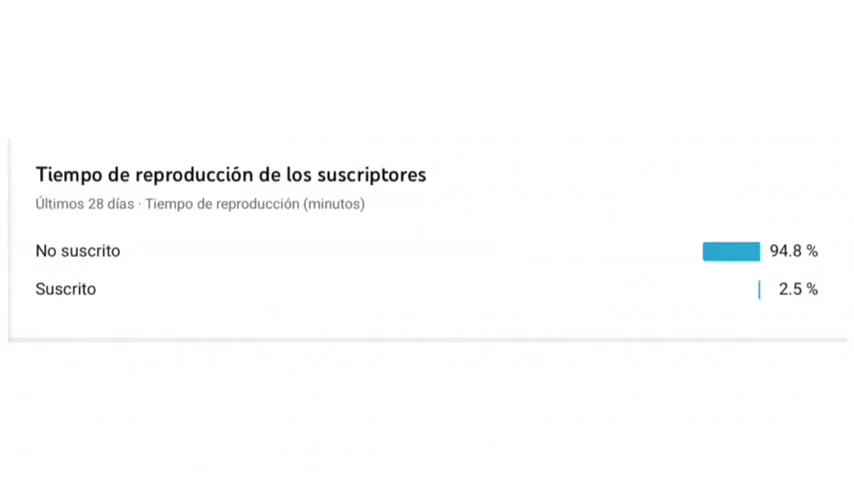 Tiempo de reproducción de los suscriptores
Últimos 28 días · Tiempo de reproducción (minutos)
No suscrito 94.8 %
Suscrito 2.5 %